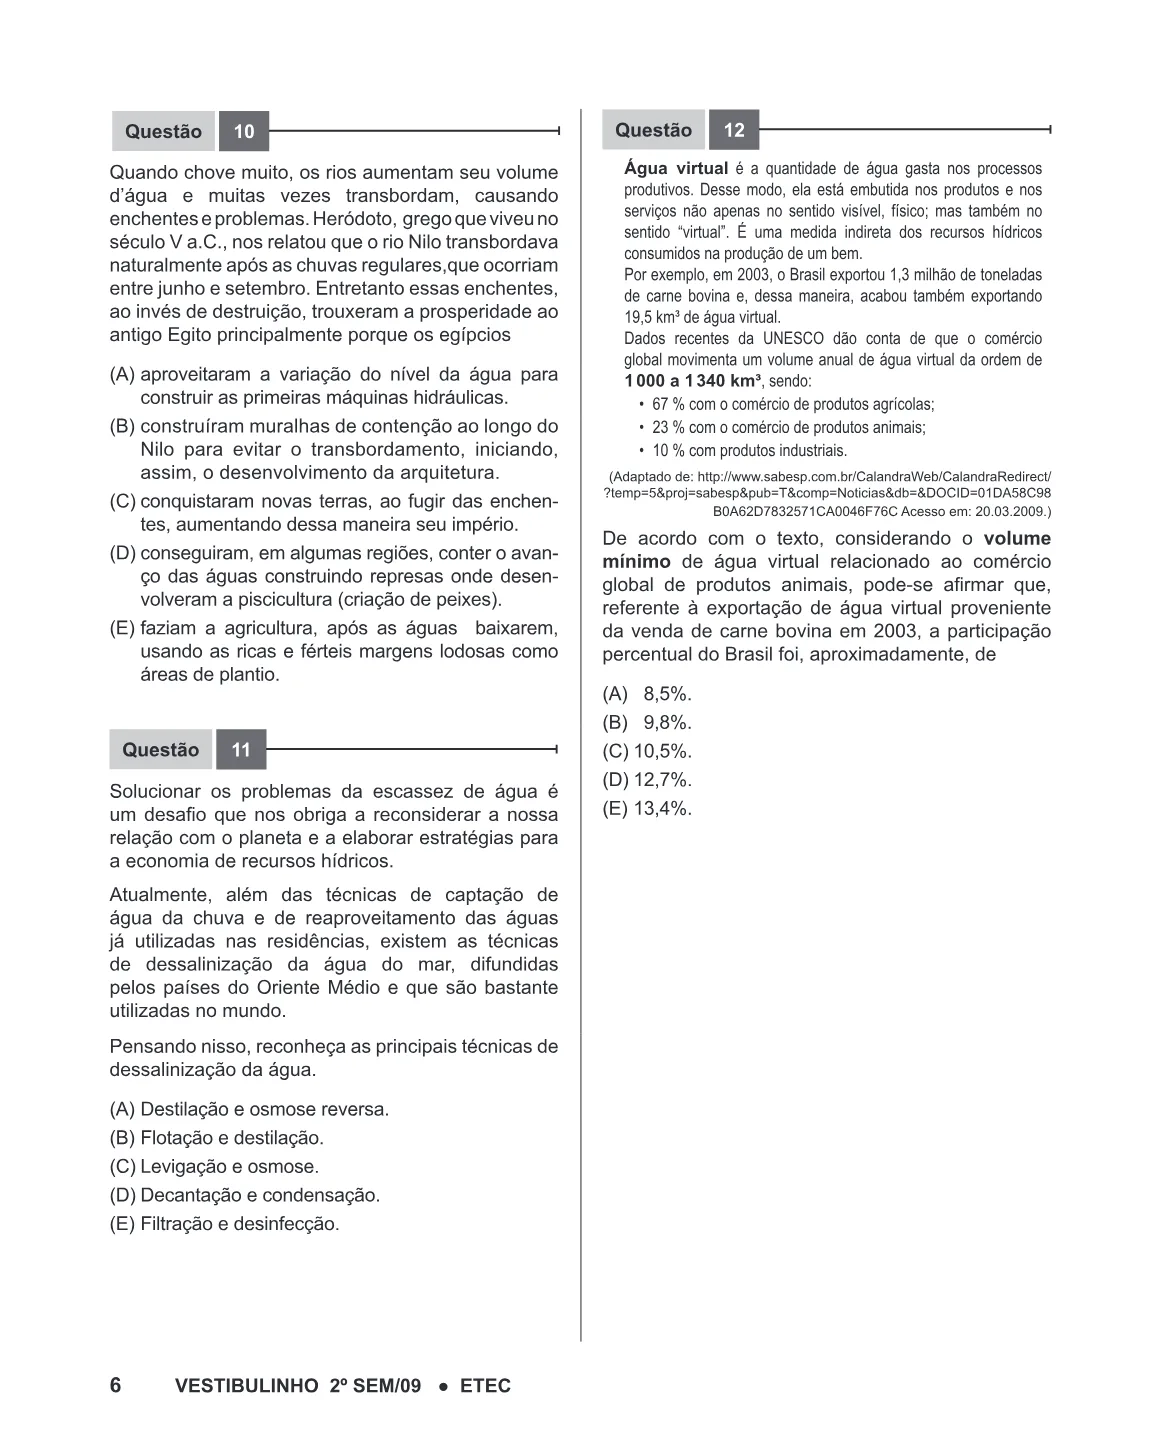 Questão 10
Quando chove muito, os rios aumentam seu volume
d’água e muitas vezes transbordam, causando
enchentes e problemas. Heródoto, grego que viveu no
século V a.C., nos relatou que o rio Nilo transbordava
naturalmente após as chuvas regulares,que ocorriam
entre junho e setembro. Entretanto essas enchentes,
ao invés de destruição, trouxeram a prosperidade ao
antigo Egito principalmente porque os egípcios
(A) aproveitaram a variação do nível da água para
construir as primeiras máquinas hidráulicas.
(B) construíram muralhas de contenção ao longo do
Nilo para evitar o transbordamento, iniciando,
assim, o desenvolvimento da arquitetura.
(C) conquistaram novas terras, ao fugir das enchen-
tes, aumentando dessa maneira seu império.
(D) conseguiram, em algumas regiões, conter o avan-
ço das águas construindo represas onde desen-
volveram a piscicultura (criação de peixes).
(E) faziam a agricultura, após as águas baixarem,
usando as ricas e férteis margens lodosas como
áreas de plantio.
Questão 11
Solucionar os problemas da escassez de água é
um desafio que nos obriga a reconsiderar a nossa
relação com o planeta e a elaborar estratégias para
a economia de recursos hídricos.
Atualmente, além das técnicas de captação de
água da chuva e de reaproveitamento das águas
já utilizadas nas residências, existem as técnicas
de dessalinização da água do mar, difundidas
pelos países do Oriente Médio e que são bastante
utilizadas no mundo.
Pensando nisso, reconheça as principais técnicas de
dessalinização da água.
(A) Destilação e osmose reversa.
(B) Flotação e destilação.
(C) Levigação e osmose.
(D) Decantação e condensação.
(E) Filtração e desinfecção.
Questão 12
Água virtual é a quantidade de água gasta nos processos
produtivos. Desse modo, ela está embutida nos produtos e nos
serviços não apenas no sentido visível, físico; mas também no
sentido “virtual”. É uma medida indireta dos recursos hídricos
consumidos na produção de um bem.
Por exemplo, em 2003, o Brasil exportou 1,3 milhão de toneladas
de carne bovina e, dessa maneira, acabou também exportando
19,5 km³ de água virtual.
Dados recentes da UNESCO dão conta de que o comércio
global movimenta um volume anual de água virtual da ordem de
1 000 a 1 340 km³, sendo:
• 67 % com o comércio de produtos agrícolas;
• 23 % com o comércio de produtos animais;
• 10 % com produtos industriais.
(Adaptado de: http://www.sabesp.com.br/CalandraWeb/CalandraRedirect/
?temp=5&proj=sabesp&pub=T&comp=Noticias&db=&DOCID=01DA58C98
B0A62D7832571CA0046F76C Acesso em: 20.03.2009.)
De acordo com o texto, considerando o volume
mínimo de água virtual relacionado ao comércio
global de produtos animais, pode-se afirmar que,
referente à exportação de água virtual proveniente
da venda de carne bovina em 2003, a participação
percentual do Brasil foi, aproximadamente, de
(A) 8,5%.
(B) 9,8%.
(C) 10,5%.
(D) 12,7%.
(E) 13,4%.
6 VESTIBULINHO 2º SEM/09 ● ETEC